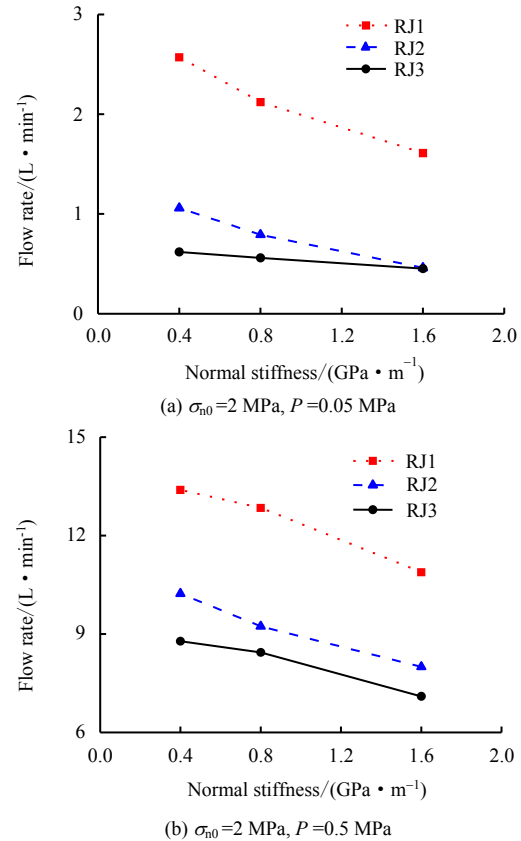 3
RJ1
RJ2
RJ3
2
1
0
Flow rate/(L·min⁻¹)
0.0 0.4 0.8 1.2 1.6 2.0
Normal stiffness/(GPa·m⁻¹)
(a) σn0=2 MPa, P=0.05 MPa
15
RJ1
RJ2
RJ3
12
9
6
Flow rate/(L·min⁻¹)
0.0 0.4 0.8 1.2 1.6 2.0
Normal stiffness/(GPa·m⁻¹)
(b) σn0=2 MPa, P=0.5 MPa